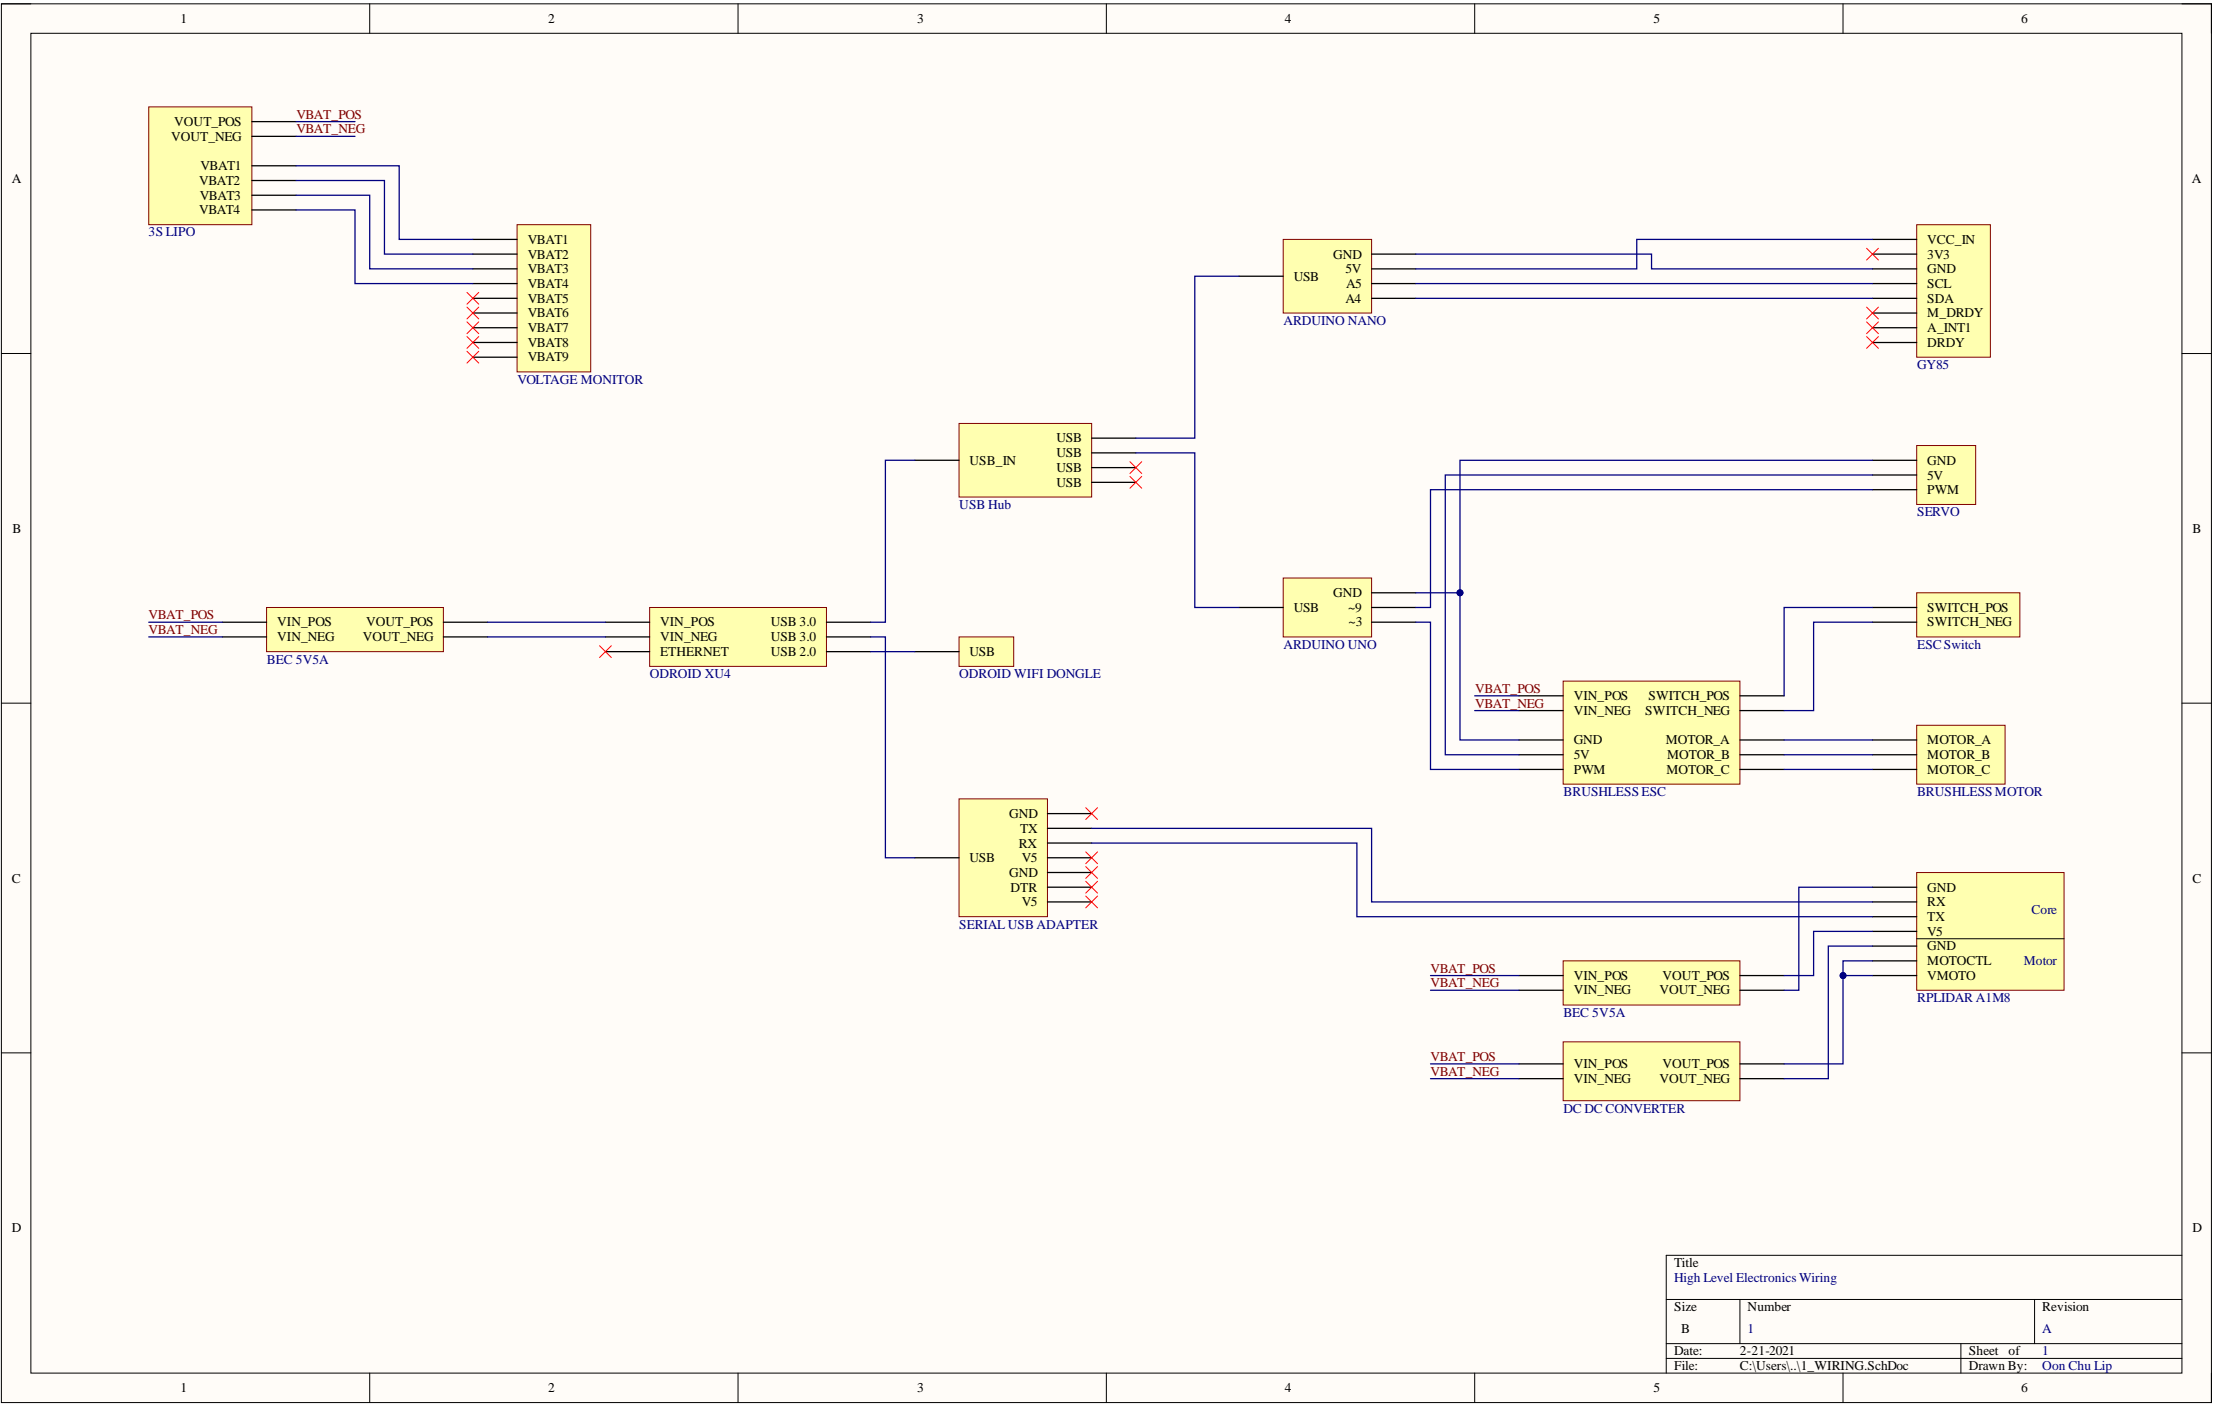 1 2 3 4 5 6
A A
B B
C C
D D
VOUT_POS VBAT_POS
VOUT_NEG VBAT_NEG
VBAT1
VBAT2
VBAT3
VBAT4
3S LIPO
VBAT1
VBAT2
VBAT3
VBAT4
VBAT5
VBAT6
VBAT7
VBAT8
VBAT9
VOLTAGE MONITOR
GND
USB 5V
A5
A4
ARDUINO NANO
VCC_IN
3V3
GND
SCL
SDA
M_DRDY
A_INT1
DRDY
GY85
USB
USB_IN USB
USB
USB
USB Hub
GND
5V
PWM
SERVO
VBAT_POS VIN_POS VOUT_POS
VBAT_NEG VIN_NEG VOUT_NEG
BEC 5V5A
VIN_POS USB 3.0
VIN_NEG USB 3.0
ETHERNET USB 2.0
ODROID XU4
USB
ODROID WIFI DONGLE
GND
USB ~9
~3
ARDUINO UNO
SWITCH_POS
SWITCH_NEG
ESC Switch
VBAT_POS VIN_POS SWITCH_POS
VBAT_NEG VIN_NEG SWITCH_NEG
GND MOTOR_A
5V MOTOR_B
PWM MOTOR_C
BRUSHLESS ESC
MOTOR_A
MOTOR_B
MOTOR_C
BRUSHLESS MOTOR
GND
TX
RX
USB V5
GND
DTR
V5
SERIAL USB ADAPTER
GND
RX Core
TX
V5
GND
MOTOCTL Motor
VMOTO
RPLIDAR A1M8
VBAT_POS VIN_POS VOUT_POS
VBAT_NEG VIN_NEG VOUT_NEG
BEC 5V5A
VBAT_POS VIN_POS VOUT_POS
VBAT_NEG VIN_NEG VOUT_NEG
DC DC CONVERTER
Title
High Level Electronics Wiring
Size Number Revision
B 1 A
Date: 2-21-2021 Sheet of 1
File: C:\Users\..\1_WIRING.SchDoc Drawn By: Oon Chu Lip
1 2 3 4 5 6